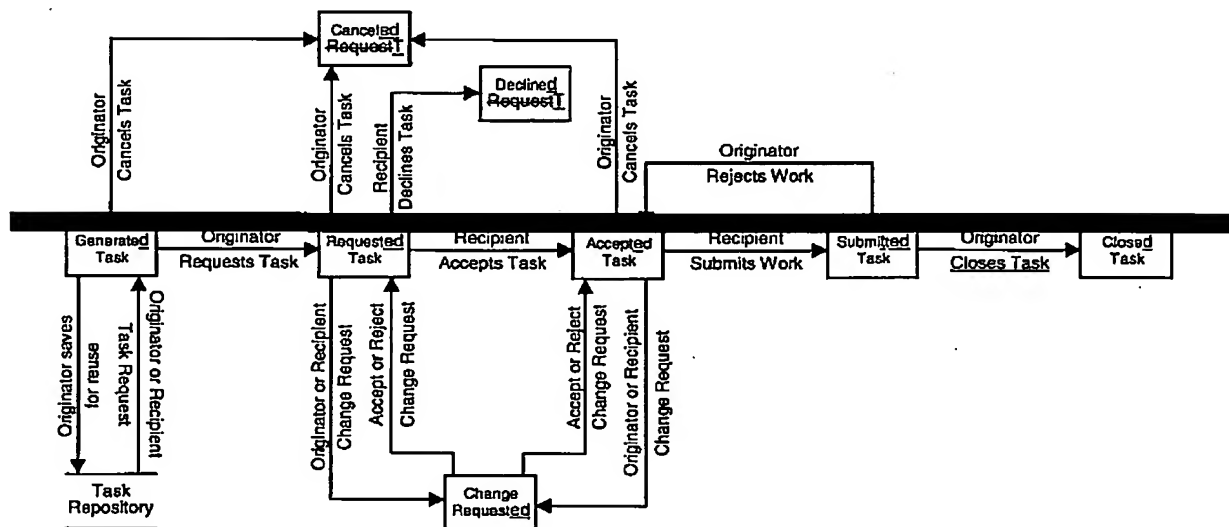 Canceled
RequestT
Declined
RequestT
Originator
Cancels Task
Originator
Cancels Task
Recipient
Declines Task
Originator
Cancels Task
Originator
Rejects Work
Generated
Task
Originator
Requests Task
Requested
Task
Recipient
Accepts Task
Accepted
Task
Recipient
Submits Work
Submitted
Task
Originator
Closes Task
Closed
Task
Originator saves
for reuse
Originator or Recipient
Task Request
Originator or Recipient
Change Request
Accept or Reject
Change Request
Accept or Reject
Change Request
Originator or Recipient
Change Request
Task
Repository
Change
Requested